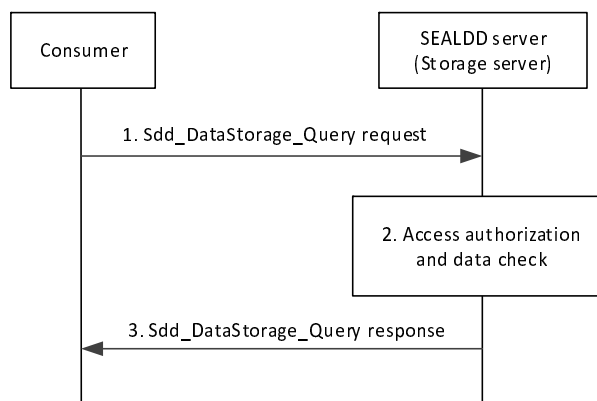 Consumer
SEALDD server
(Storage server)
1. Sdd_DataStorage_Query request
2. Access authorization
and data check
3. Sdd_DataStorage_Query response